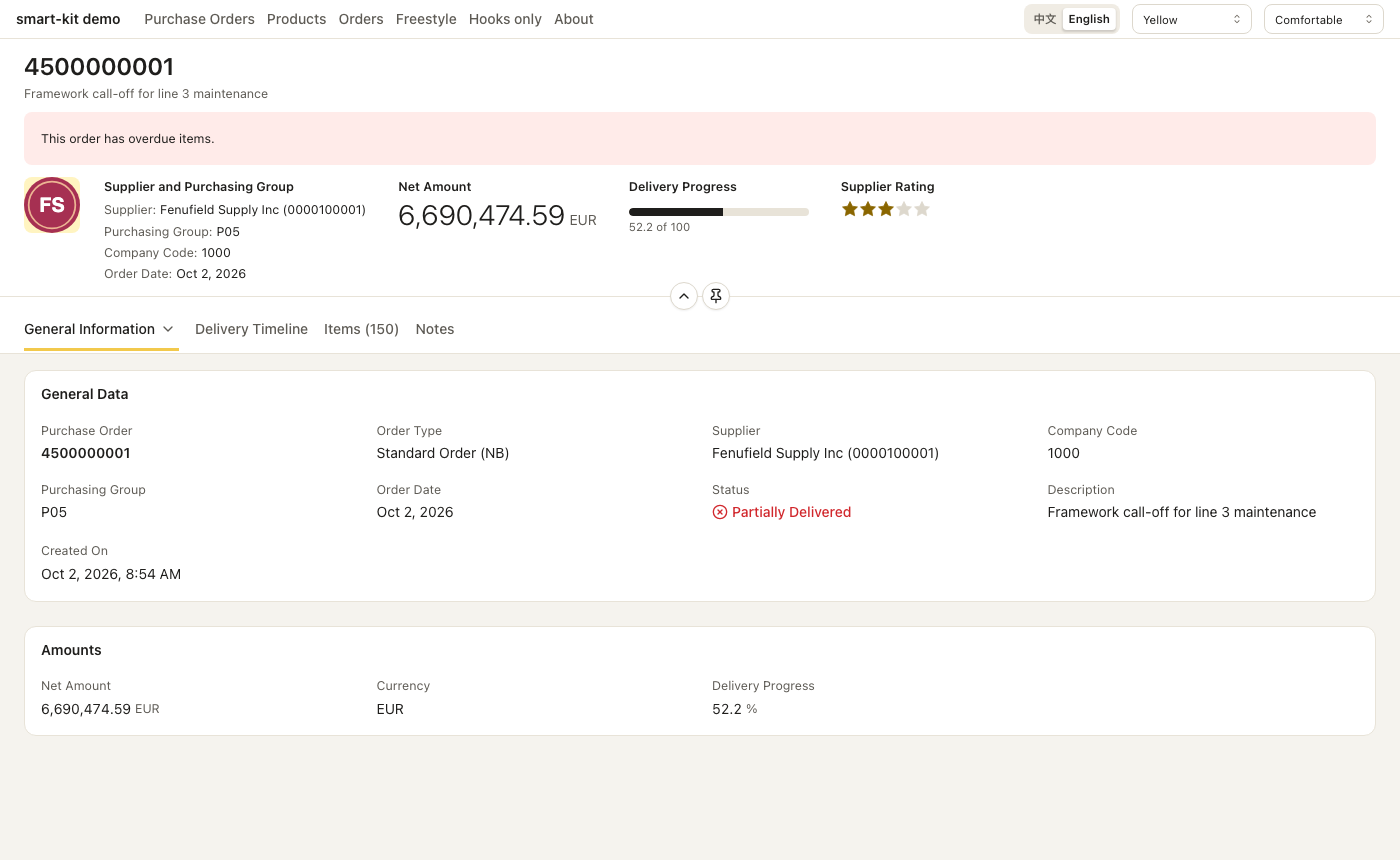 smart-kit demo Purchase Orders Products Orders Freestyle Hooks only About 中文 English Yellow Comfortable
4500000001
Framework call-off for line 3 maintenance
This order has overdue items.
FS
Supplier and Purchasing Group
Supplier: Fenufield Supply Inc (0000100001)
Purchasing Group: P05
Company Code: 1000
Order Date: Oct 2, 2026
Net Amount
6,690,474.59 EUR
Delivery Progress
52.2 of 100
Supplier Rating
General Information Delivery Timeline Items (150) Notes
General Data
Purchase Order
4500000001
Order Type
Standard Order (NB)
Supplier
Fenufield Supply Inc (0000100001)
Company Code
1000
Purchasing Group
P05
Order Date
Oct 2, 2026
Status
Partially Delivered
Description
Framework call-off for line 3 maintenance
Created On
Oct 2, 2026, 8:54 AM
Amounts
Net Amount
6,690,474.59 EUR
Currency
EUR
Delivery Progress
52.2 %